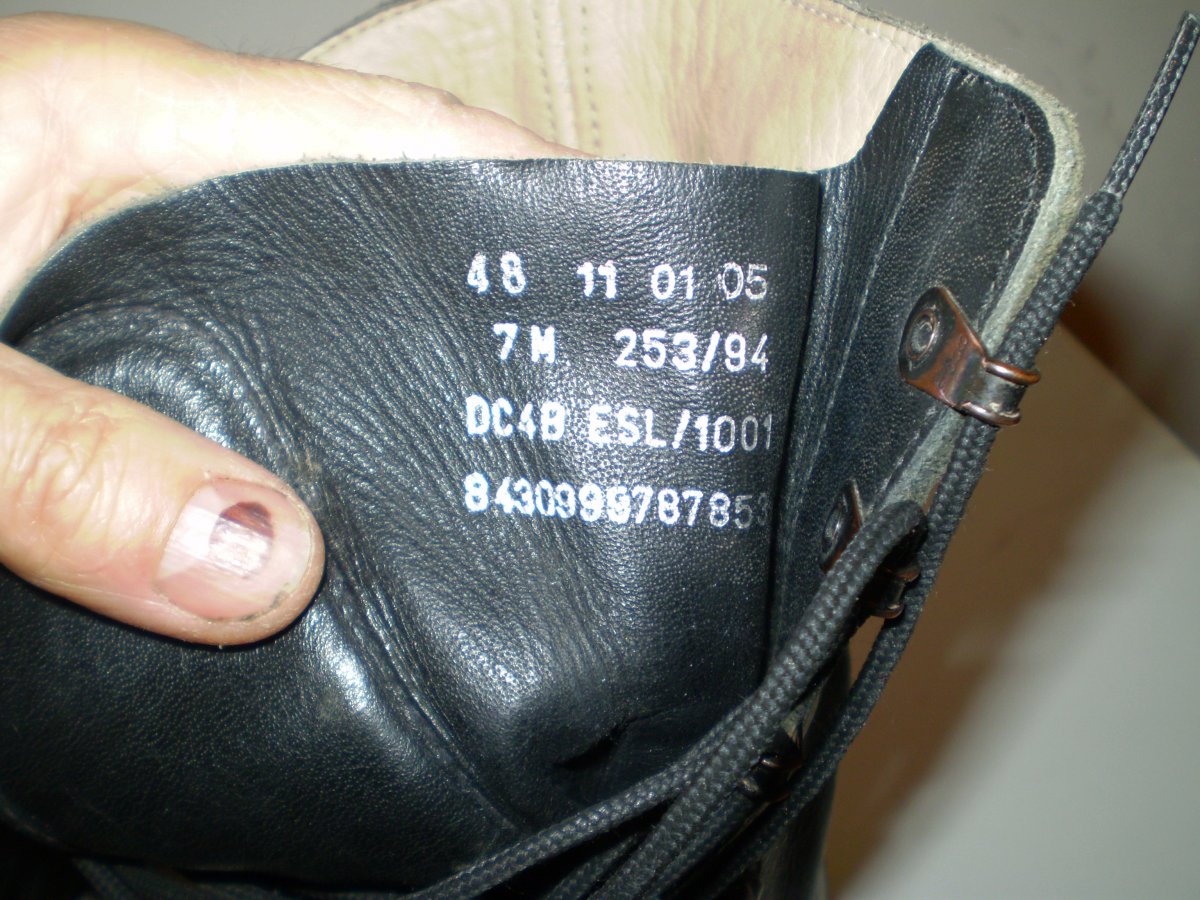 48 11 01 05
7M 253/94
DC4B ESL/1001
8430999787853